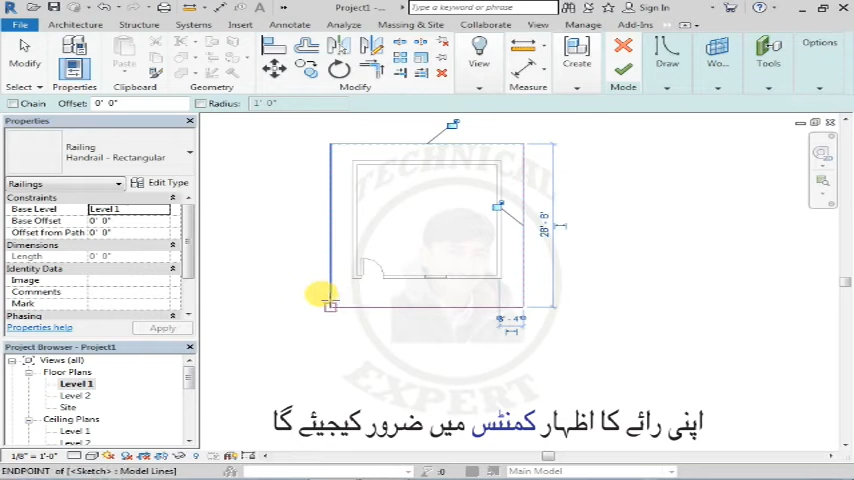 Project1 -...
Type a keyword or phrase
Sign In
File Architecture Structure Systems Insert Annotate Analyze Massing & Site Collaborate View Manage Add-Ins
Modify Properties Paste View Create Draw Wo... Tools Options
Select Properties Clipboard Geometry Modify Measure Mode
Chain Offset: 0' 0" Radius: 1' 0"
Properties
Railing
Handrail - Rectangular
Railings Edit Type
Constraints
Base Level Level 1
Base Offset 0' 0"
Offset from Path 0' 0"
Dimensions
Length 0' 0"
Identity Data
Image
Comments
Mark
Phasing
Properties help Apply
Project Browser - Project1
Views (all)
Floor Plans
Level 1
Level 2
Site
Ceiling Plans
Level 1
Level 2
28' - 8"
TECHNICAL
EXPERT
اپنی رائے کا اظہار کمنٹس میں ضرور کیجیئے گا
1/8" = 1'-0"
ENDPOINT of [<Sketch> : Model Lines]
:0
Main Model